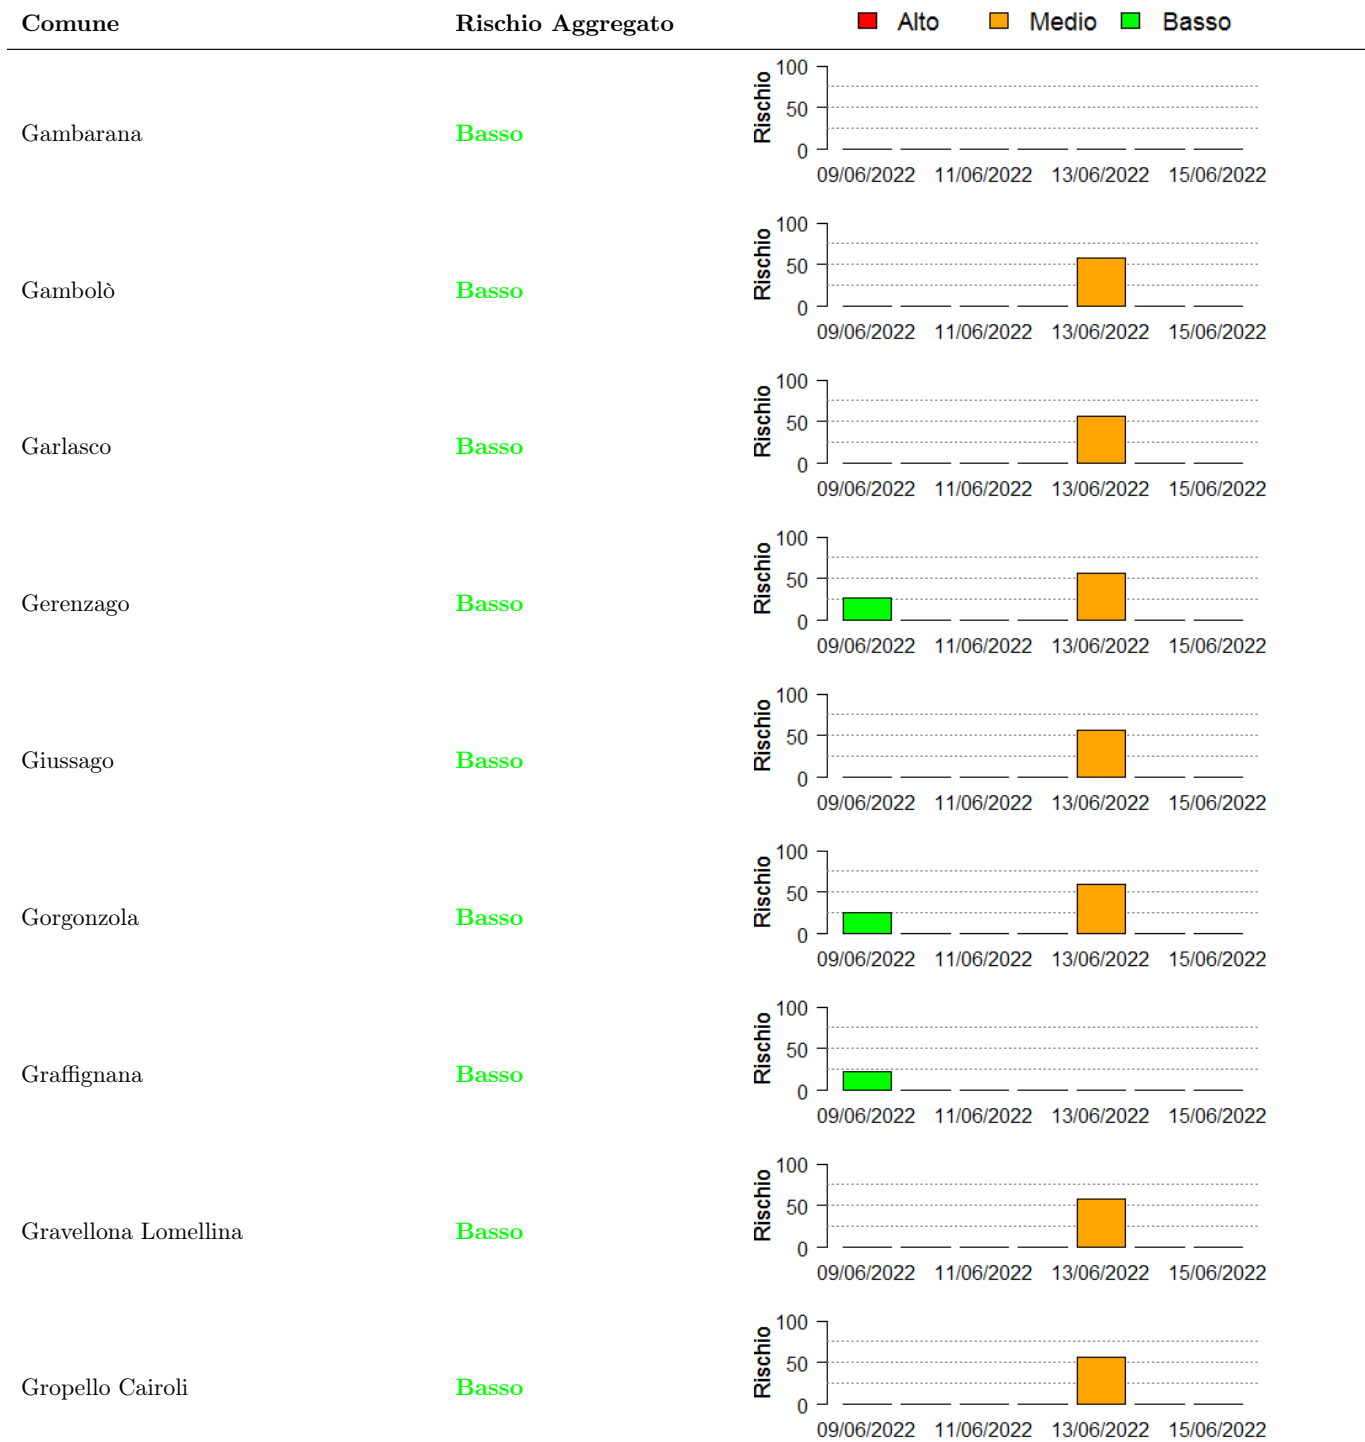 Comune Rischio Aggregato Alto Medio Basso
100
50
0
Rischio
Gambarana Basso
09/06/2022 11/06/2022 13/06/2022 15/06/2022
100
50
0
Rischio
Gambolò Basso
09/06/2022 11/06/2022 13/06/2022 15/06/2022
100
50
0
Rischio
Garlasco Basso
09/06/2022 11/06/2022 13/06/2022 15/06/2022
100
50
0
Rischio
Gerenzago Basso
09/06/2022 11/06/2022 13/06/2022 15/06/2022
100
50
0
Rischio
Giussago Basso
09/06/2022 11/06/2022 13/06/2022 15/06/2022
100
50
0
Rischio
Gorgonzola Basso
09/06/2022 11/06/2022 13/06/2022 15/06/2022
100
50
0
Rischio
Graffignana Basso
09/06/2022 11/06/2022 13/06/2022 15/06/2022
100
50
0
Rischio
Gravellona Lomellina Basso
09/06/2022 11/06/2022 13/06/2022 15/06/2022
100
50
0
Rischio
Gropello Cairoli Basso
09/06/2022 11/06/2022 13/06/2022 15/06/2022